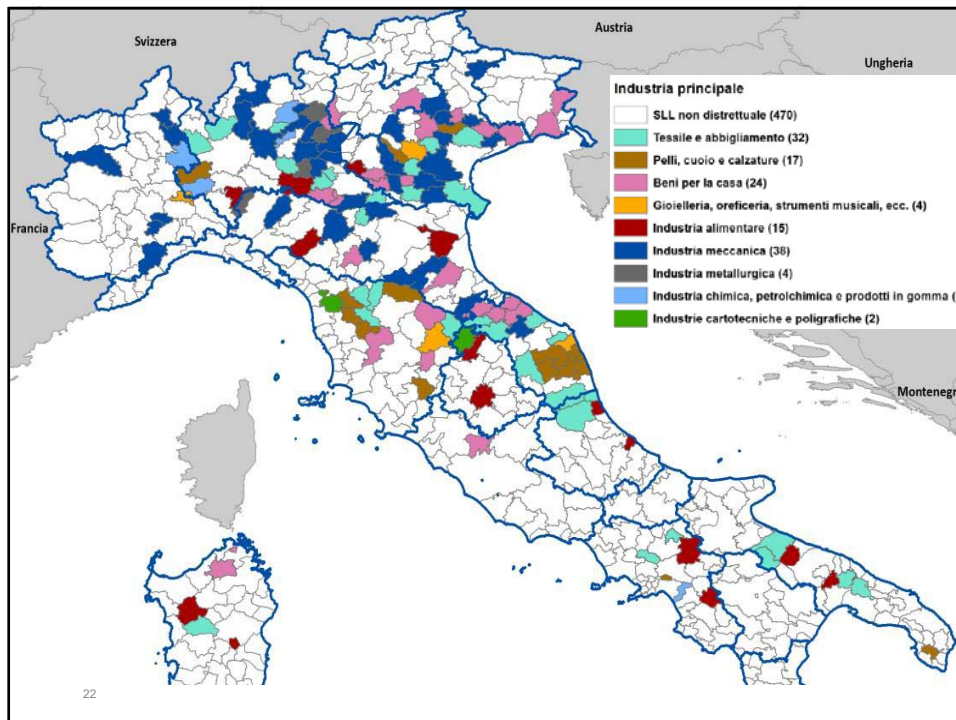 Svizzera
Austria
Ungheria
Francia
Montenegr
Industria principale
SLL non distrettuale (470)
Tessile e abbigliamento (32)
Pelli, cuoio e calzature (17)
Beni per la casa (24)
Gioielleria, oreficeria, strumenti musicali, ecc. (4)
Industria alimentare (15)
Industria meccanica (38)
Industria metallurgica (4)
Industria chimica, petrolchimica e prodotti in gomma (
Industrie cartotecniche e poligrafiche (2)
22